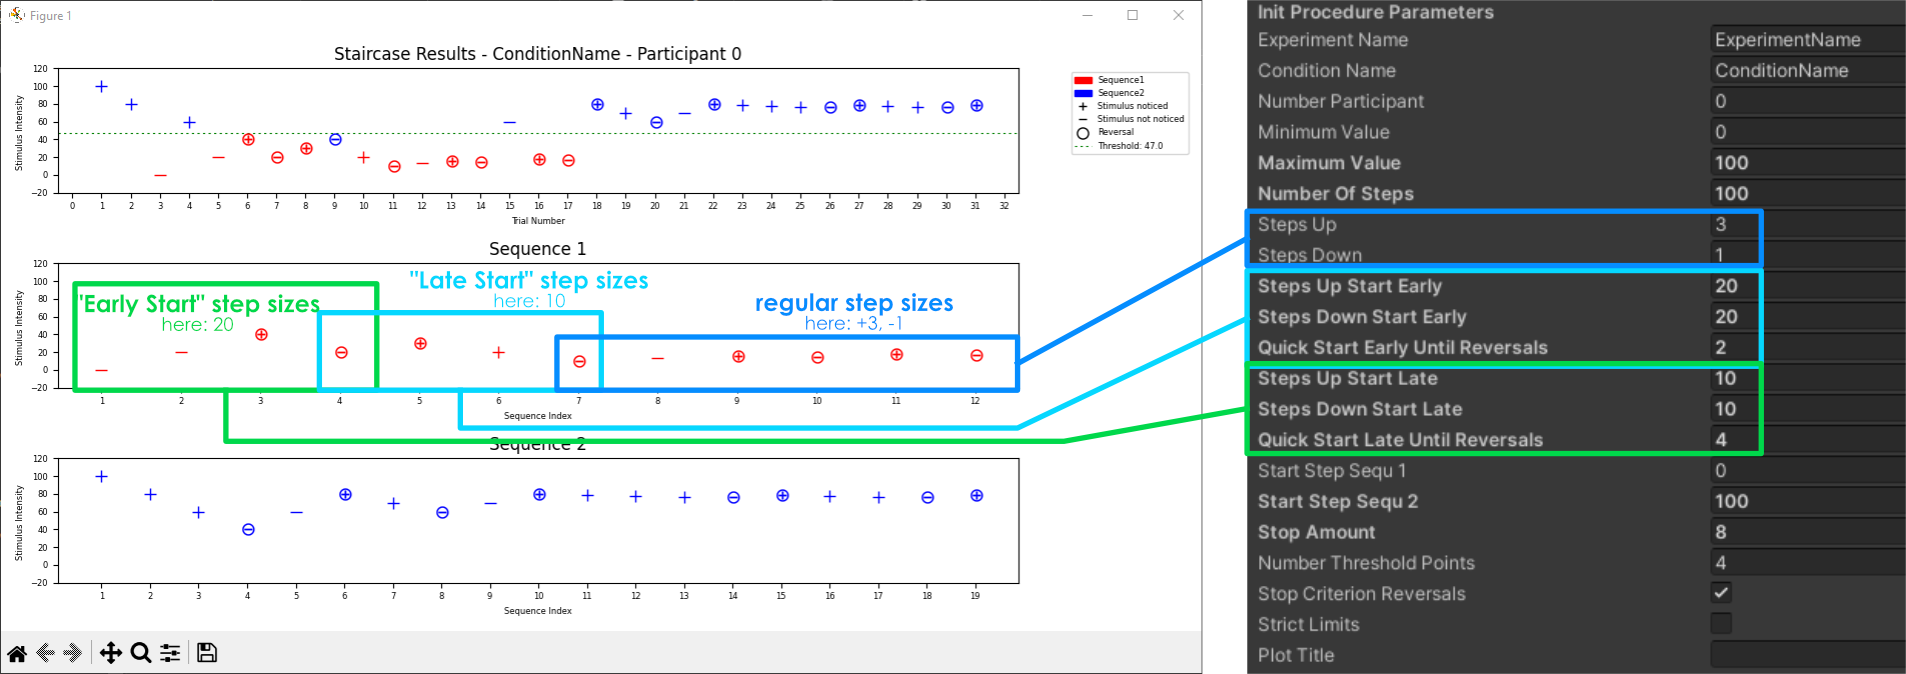 Figure 1
Staircase Results - ConditionName - Participant 0
120
100
80
60
40
20
0
−20
Stimulus Intensity
0 1 2 3 4 5 6 7 8 9 10 11 12 13 14 15 16 17 18 19 20 21 22 23 24 25 26 27 28 29 30 31 32
Trial Number
Sequence1
Sequence2
Stimulus noticed
Stimulus not noticed
Reversal
Threshold: 47.0
Sequence 1
120
100
80
60
40
20
0
−20
Stimulus Intensity
"Early Start" step sizes
here: 20
"Late Start" step sizes
here: 10
regular step sizes
here: +3, -1
1 2 3 4 5 6 7 8 9 10 11 12
Sequence Index
Sequence 2
120
100
80
60
40
20
0
−20
Stimulus Intensity
1 2 3 4 5 6 7 8 9 10 11 12 13 14 15 16 17 18 19
Sequence Index
Init Procedure Parameters
Experiment Name ExperimentName
Condition Name ConditionName
Number Participant 0
Minimum Value 0
Maximum Value 100
Number Of Steps 100
Steps Up 3
Steps Down 1
Steps Up Start Early 20
Steps Down Start Early 20
Quick Start Early Until Reversals 2
Steps Up Start Late 10
Steps Down Start Late 10
Quick Start Late Until Reversals 4
Start Step Sequ 1 0
Start Step Sequ 2 100
Stop Amount 8
Number Threshold Points 4
Stop Criterion Reversals
Strict Limits
Plot Title